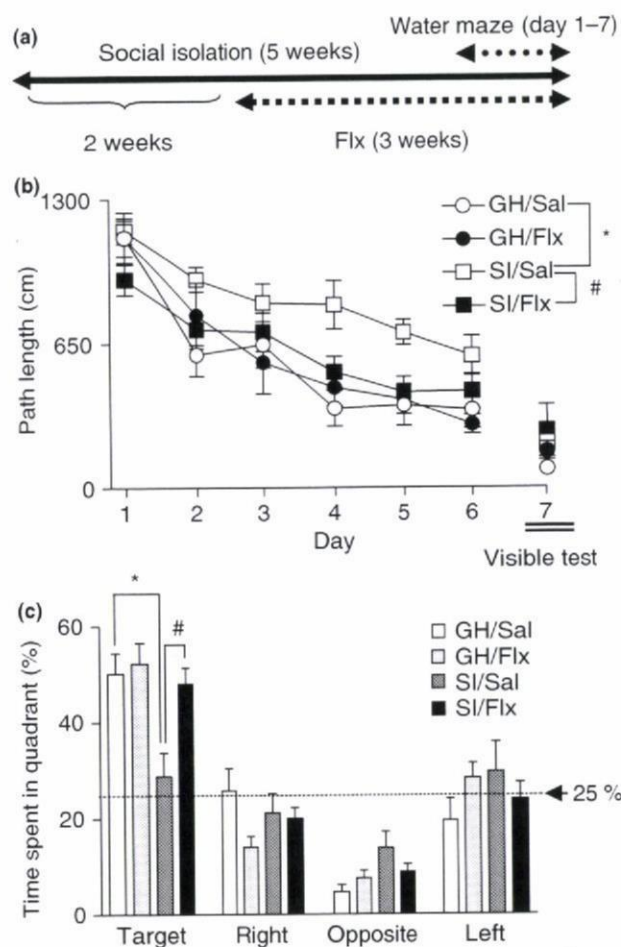 (a)
Water maze (day 1–7)
Social isolation (5 weeks)
2 weeks
Flx (3 weeks)
(b)
1300
650
0
Path length (cm)
GH/Sal
GH/Flx
SI/Sal
SI/Flx
*
#
1 2 3 4 5 6 7
Day
Visible test
(c)
60
40
20
0
Time spent in quadrant (%)
*
#
GH/Sal
GH/Flx
SI/Sal
SI/Flx
25 %
Target Right Opposite Left